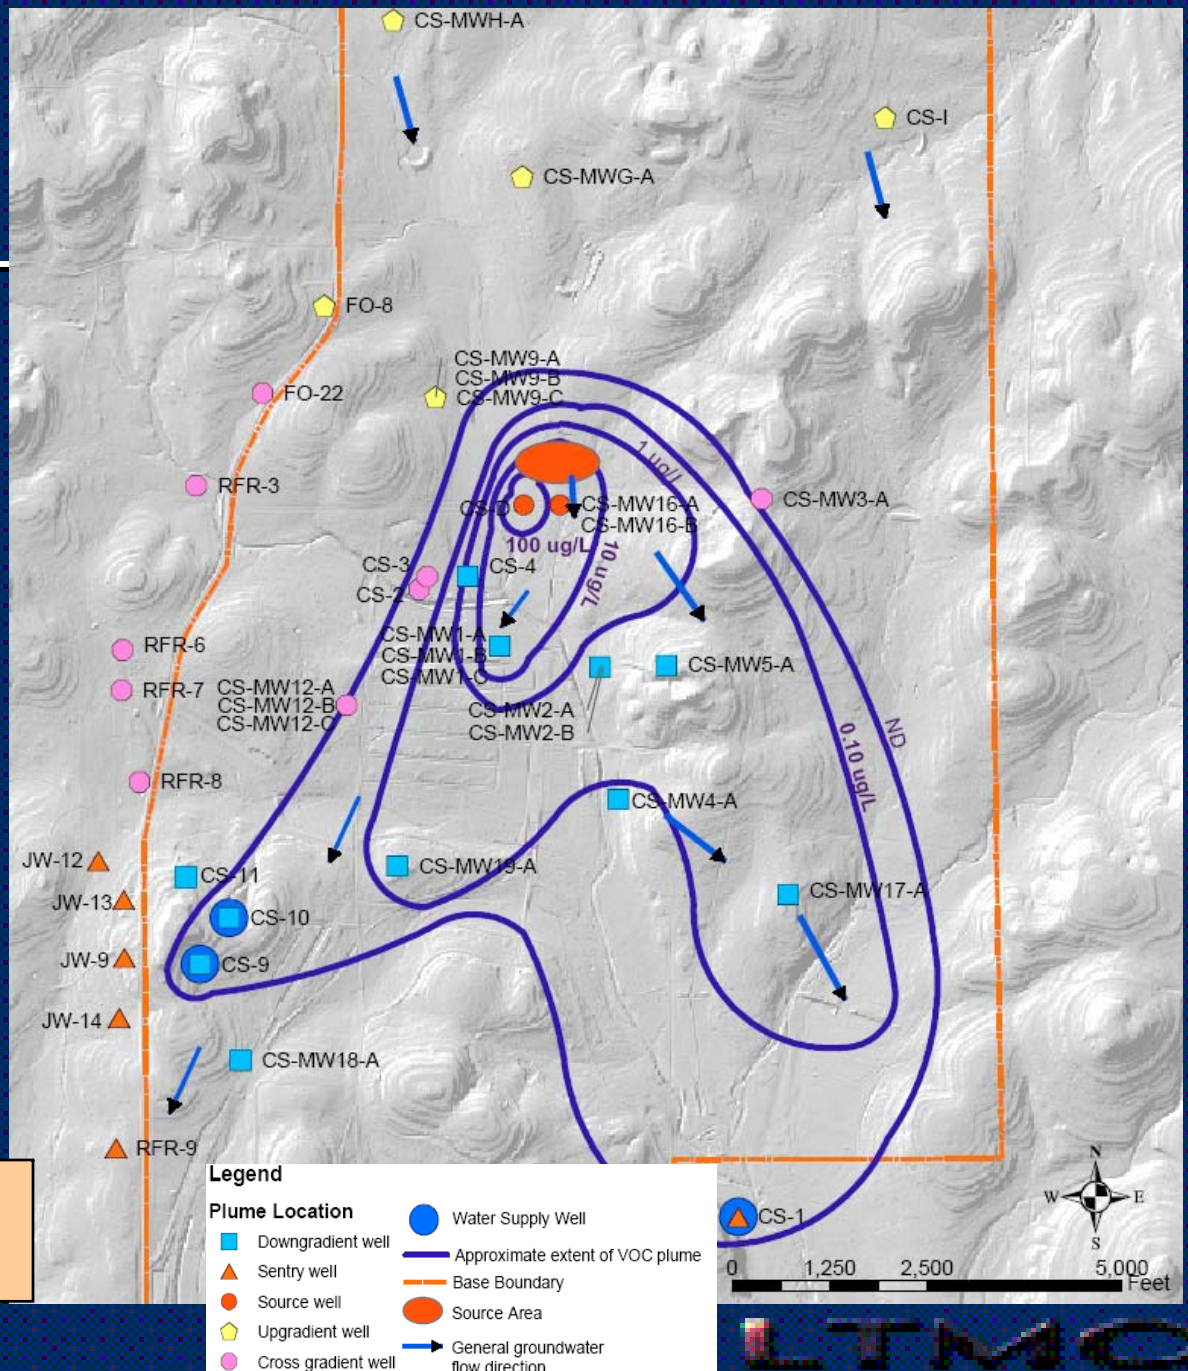 CS-MWH-A
CS-I
CS-MWG-A
FO-8
CS-MW9-A
CS-MW9-B
CS-MW9-C
FO-22
1 ug/L
RFR-3
CS-MW3-A
CS-D
CS-MW16-A
CS-MW16-B
100 ug/L
10 ug/L
CS-3
CS-4
CS-2
CS-MW1-A
CS-MW1-B
CS-MW1-C
RFR-6
CS-MW5-A
RFR-7
CS-MW12-A
CS-MW12-B
CS-MW12-C
CS-MW2-A
CS-MW2-B
ND
0.10 ug/L
RFR-8
CS-MW4-A
JW-12
CS-11
CS-MW19-A
CS-MW17-A
JW-13
CS-10
JW-9
CS-9
JW-14
CS-MW18-A
RFR-9
CS-1
N
W
E
S
0 1,250 2,500 5,000
Feet
Legend
Plume Location
Downgradient well
Sentry well
Source well
Upgradient well
Cross gradient well
Water Supply Well
Approximate extent of VOC plume
Base Boundary
Source Area
General groundwater
flow direction
LTMO